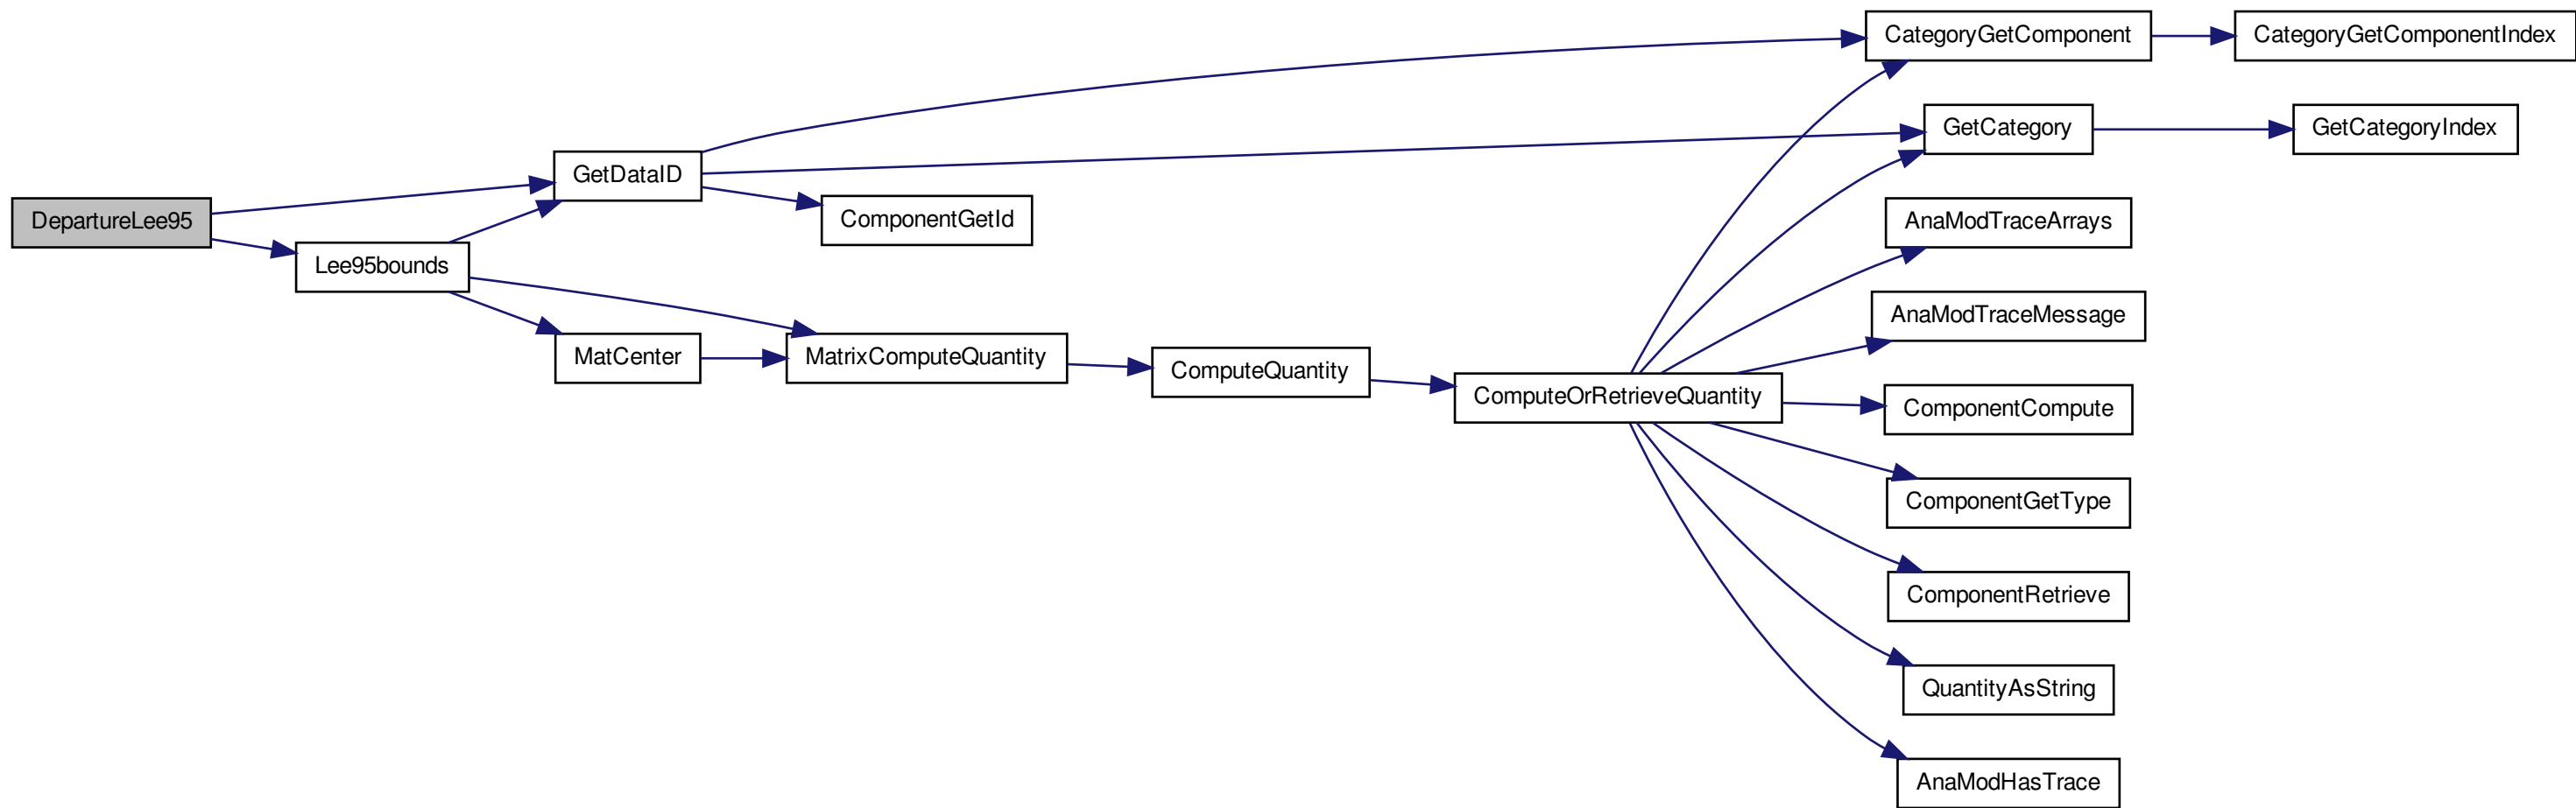 CategoryGetComponent
CategoryGetComponentIndex
GetCategory
GetCategoryIndex
GetDataID
DepartureLee95
ComponentGetId
AnaModTraceArrays
Lee95bounds
AnaModTraceMessage
MatCenter
MatrixComputeQuantity
ComputeQuantity
ComputeOrRetrieveQuantity
ComponentCompute
ComponentGetType
ComponentRetrieve
QuantityAsString
AnaModHasTrace